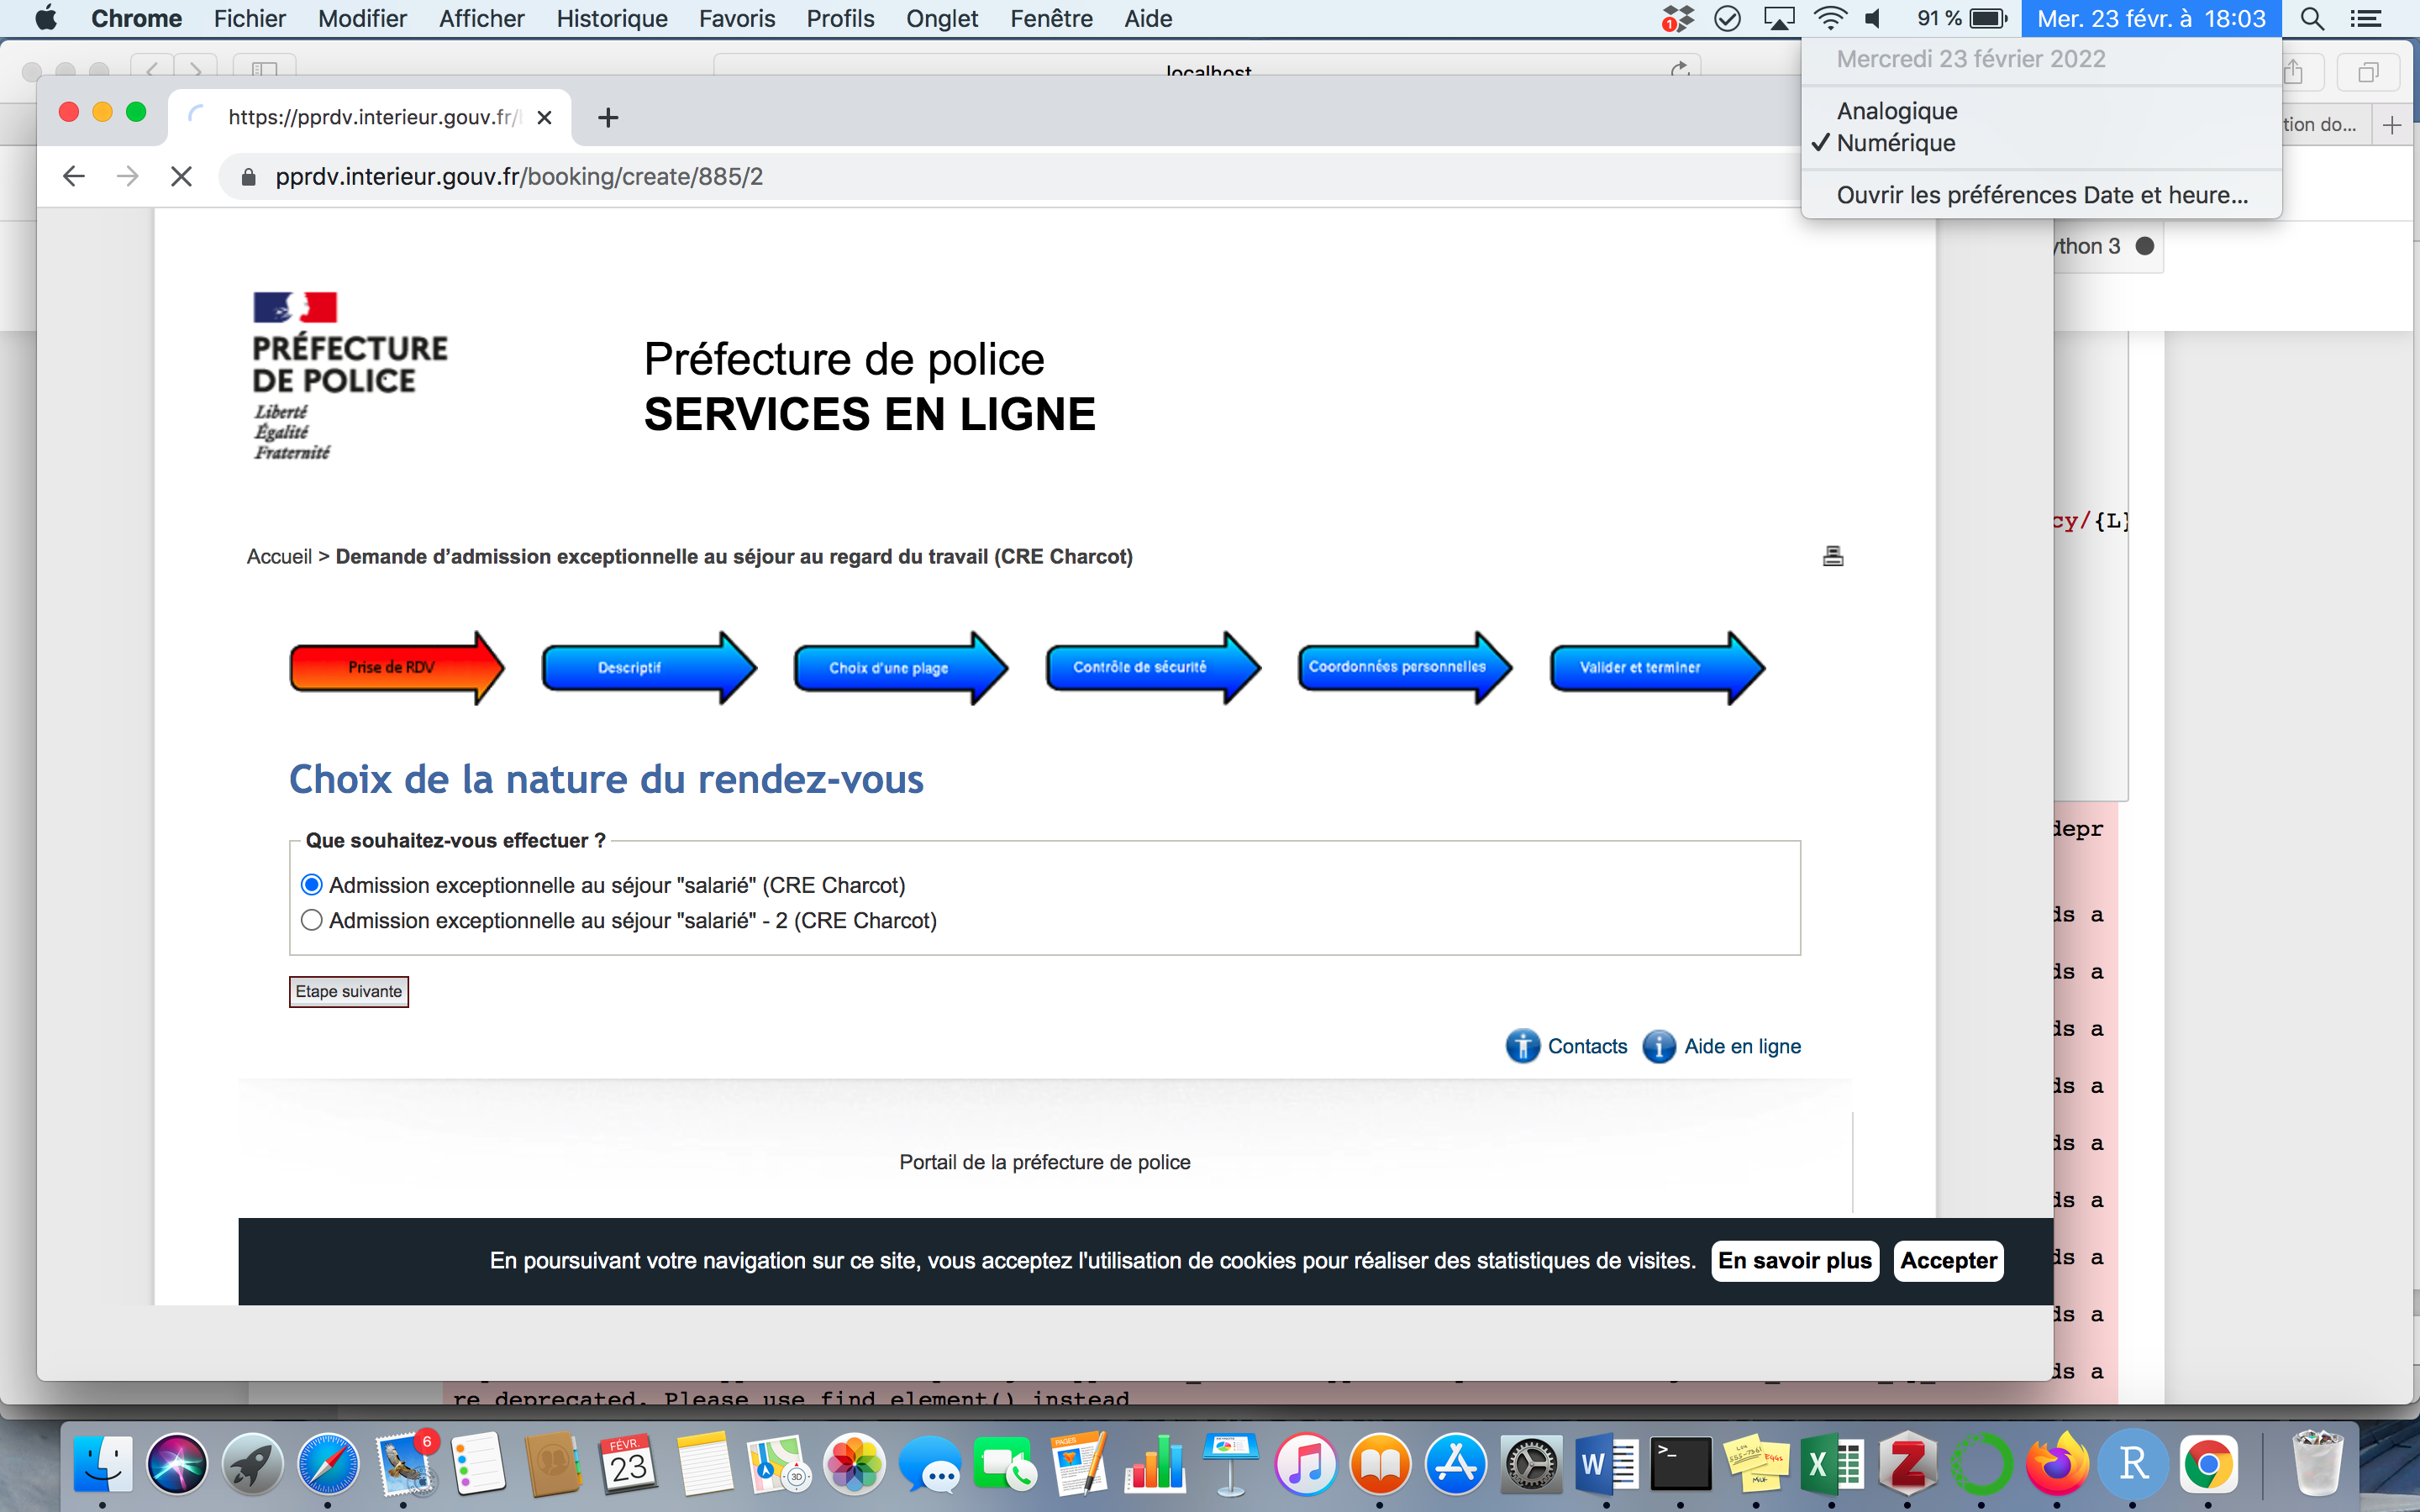 Chrome Fichier Modifier Afficher Historique Favoris Profils Onglet Fenêtre Aide 1 91 % Mer. 23 févr. à 18:03
Mercredi 23 février 2022
Analogique
✓ Numérique
Ouvrir les préférences Date et heure...
localhost
tion do...
https://pprdv.interieur.gouv.fr/
pprdv.interieur.gouv.fr/booking/create/885/2
ython 3
PRÉFECTURE
DE POLICE
Liberté
Égalité
Fraternité
Préfecture de police
SERVICES EN LIGNE
cy/{L}
Accueil > Demande d’admission exceptionnelle au séjour au regard du travail (CRE Charcot)
Prise de RDV
Descriptif
Choix d'une plage
Contrôle de sécurité
Coordonnées personnelles
Valider et terminer
Choix de la nature du rendez-vous
Que souhaitez-vous effectuer ?
Admission exceptionnelle au séjour "salarié" (CRE Charcot)
Admission exceptionnelle au séjour "salarié" - 2 (CRE Charcot)
Etape suivante
Contacts
Aide en ligne
Portail de la préfecture de police
En poursuivant votre navigation sur ce site, vous acceptez l'utilisation de cookies pour réaliser des statistiques de visites. En savoir plus Accepter
depr
ds a
ds a
ds a
ds a
ds a
ds a
ds a
ds a
ds a
re deprecated. Please use find_element() instead
6
FÉVR.
23
3D
PAGES
W
>_
X
Z
R